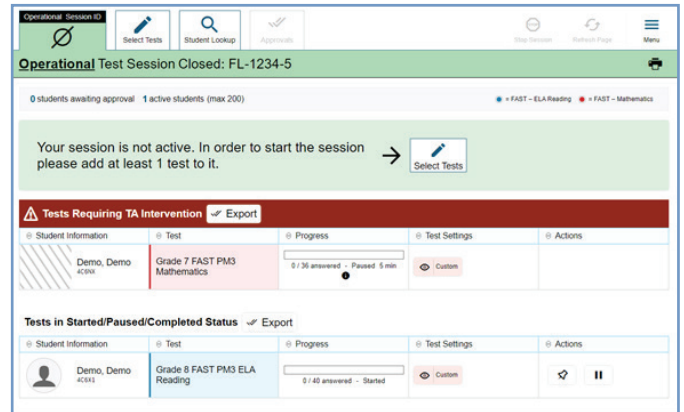 Operational Session ID
Select Tests
Student Lookup
Approvals
Stop Session
Refresh Page
Menu
Operational Test Session Closed: FL-1234-5
0 students awaiting approval 1 active students (max 200)
= FAST – ELA Reading = FAST – Mathematics
Your session is not active. In order to start the session
please add at least 1 test to it.
Select Tests
Tests Requiring TA Intervention Export
Student Information Test Progress Test Settings Actions
Demo, Demo
4C6NX
Grade 7 FAST PM3
Mathematics
0 / 36 answered - Paused 5 min
Custom
Tests in Started/Paused/Completed Status Export
Student Information Test Progress Test Settings Actions
Demo, Demo
4C6X1
Grade 8 FAST PM3 ELA
Reading
0 / 40 answered - Started
Custom